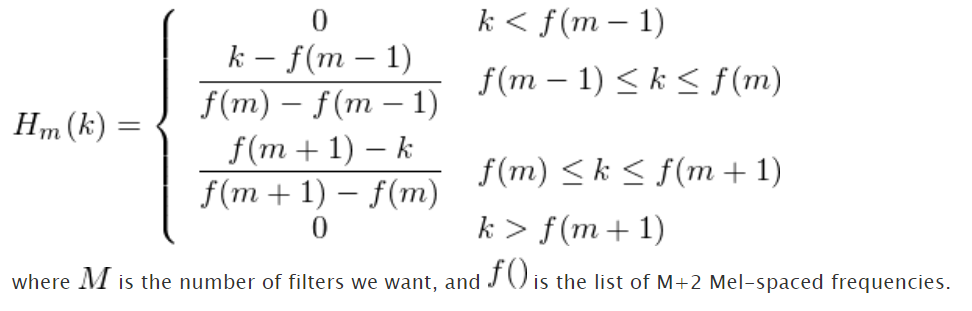 0 k < f(m − 1)
k − f(m − 1)
f(m) − f(m − 1) f(m − 1) ≤ k ≤ f(m)
H_m(k) =
f(m + 1) − k
f(m + 1) − f(m) f(m) ≤ k ≤ f(m + 1)
0 k > f(m + 1)
where M is the number of filters we want, and f() is the list of M+2 Mel-spaced frequencies.